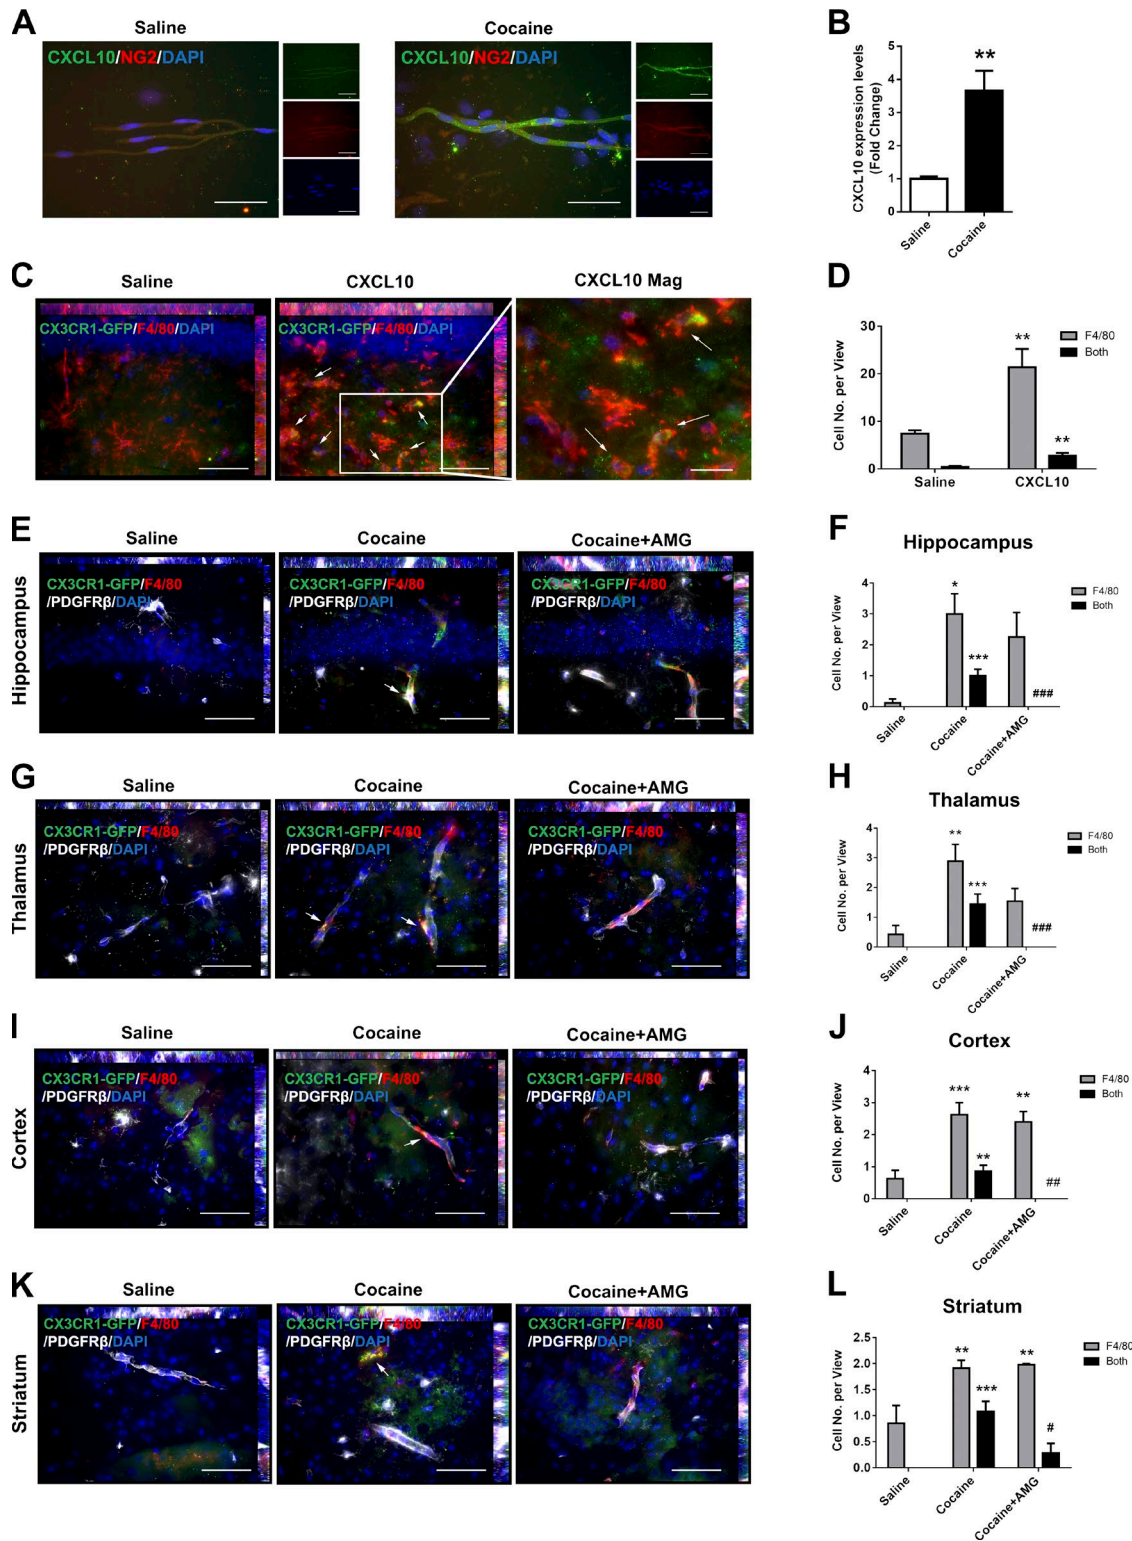 A
Saline
Cocaine
CXCL10/NG2/DAPI
CXCL10/NG2/DAPI
B
CXCL10 expression levels
(Fold Change)
5
4
3
2
1
0
**
Saline
Cocaine
C
Saline
CXCL10
CXCL10 Mag
CX3CR1-GFP/F4/80/DAPI
CX3CR1-GFP/F4/80/DAPI
D
Cell No. per View
30
20
10
0
**
**
F4/80
Both
Saline
CXCL10
E
Hippocampus
Saline
Cocaine
Cocaine+AMG
CX3CR1-GFP/F4/80
/PDGFRβ/DAPI
CX3CR1-GFP/F4/80
/PDGFRβ/DAPI
CX3CR1-GFP/F4/80
/PDGFRβ/DAPI
F
Hippocampus
Cell No. per View
4
3
2
1
0
*
***
###
F4/80
Both
Saline
Cocaine
Cocaine+AMG
G
Thalamus
Saline
Cocaine
Cocaine+AMG
CX3CR1-GFP/F4/80
/PDGFRβ/DAPI
CX3CR1-GFP/F4/80
/PDGFRβ/DAPI
CX3CR1-GFP/F4/80
/PDGFRβ/DAPI
H
Thalamus
Cell No. per View
4
3
2
1
0
**
***
###
F4/80
Both
Saline
Cocaine
Cocaine+AMG
I
Cortex
Saline
Cocaine
Cocaine+AMG
CX3CR1-GFP/F4/80
/PDGFRβ/DAPI
CX3CR1-GFP/F4/80
/PDGFRβ/DAPI
CX3CR1-GFP/F4/80
/PDGFRβ/DAPI
J
Cortex
Cell No. per View
4
3
2
1
0
***
**
**
##
F4/80
Both
Saline
Cocaine
Cocaine+AMG
K
Striatum
Saline
Cocaine
Cocaine+AMG
CX3CR1-GFP/F4/80
/PDGFRβ/DAPI
CX3CR1-GFP/F4/80
/PDGFRβ/DAPI
CX3CR1-GFP/F4/80
/PDGFRβ/DAPI
L
Striatum
Cell No. per View
2.5
2.0
1.5
1.0
0.5
0.0
**
***
**
#
F4/80
Both
Saline
Cocaine
Cocaine+AMG